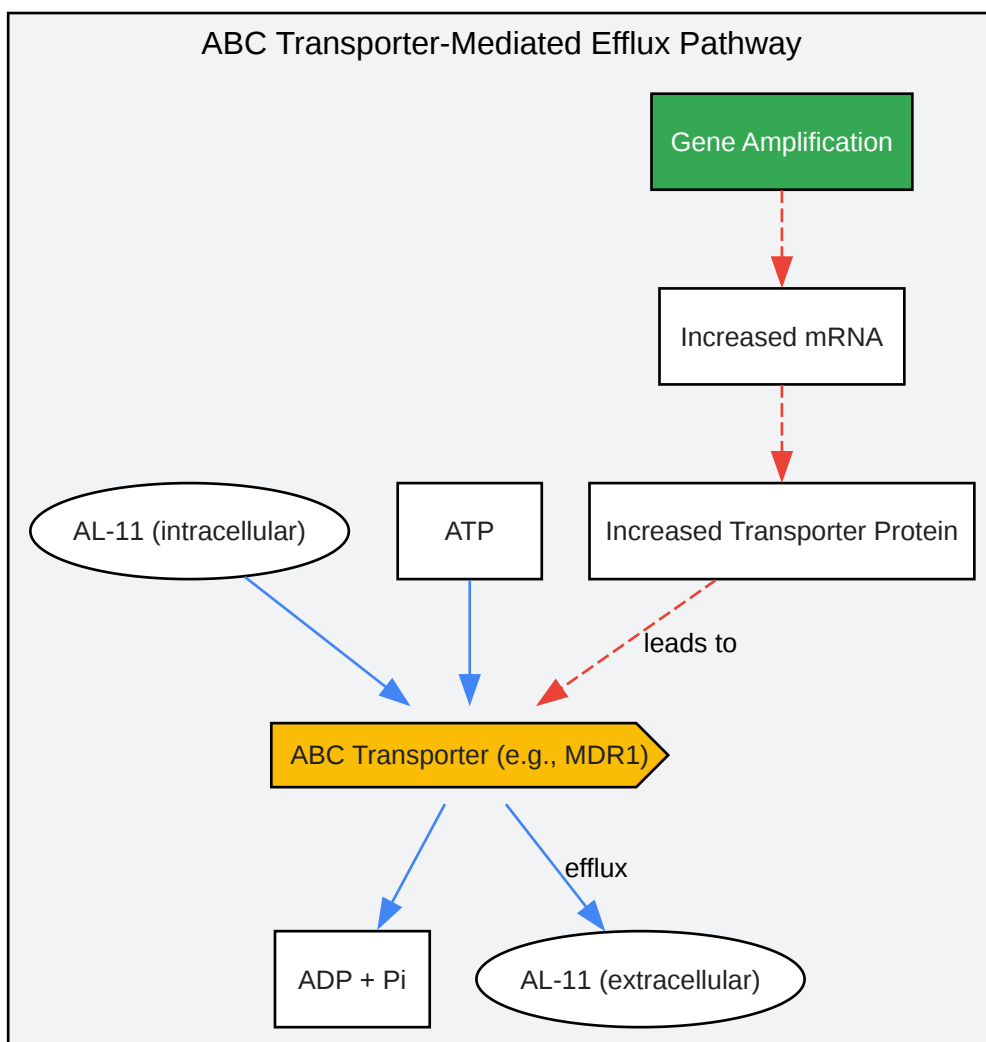 ABC Transporter-Mediated Efflux Pathway
Gene Amplification
Increased mRNA
AL-11 (intracellular)
ATP
Increased Transporter Protein
leads to
ABC Transporter (e.g., MDR1)
efflux
ADP + Pi
AL-11 (extracellular)